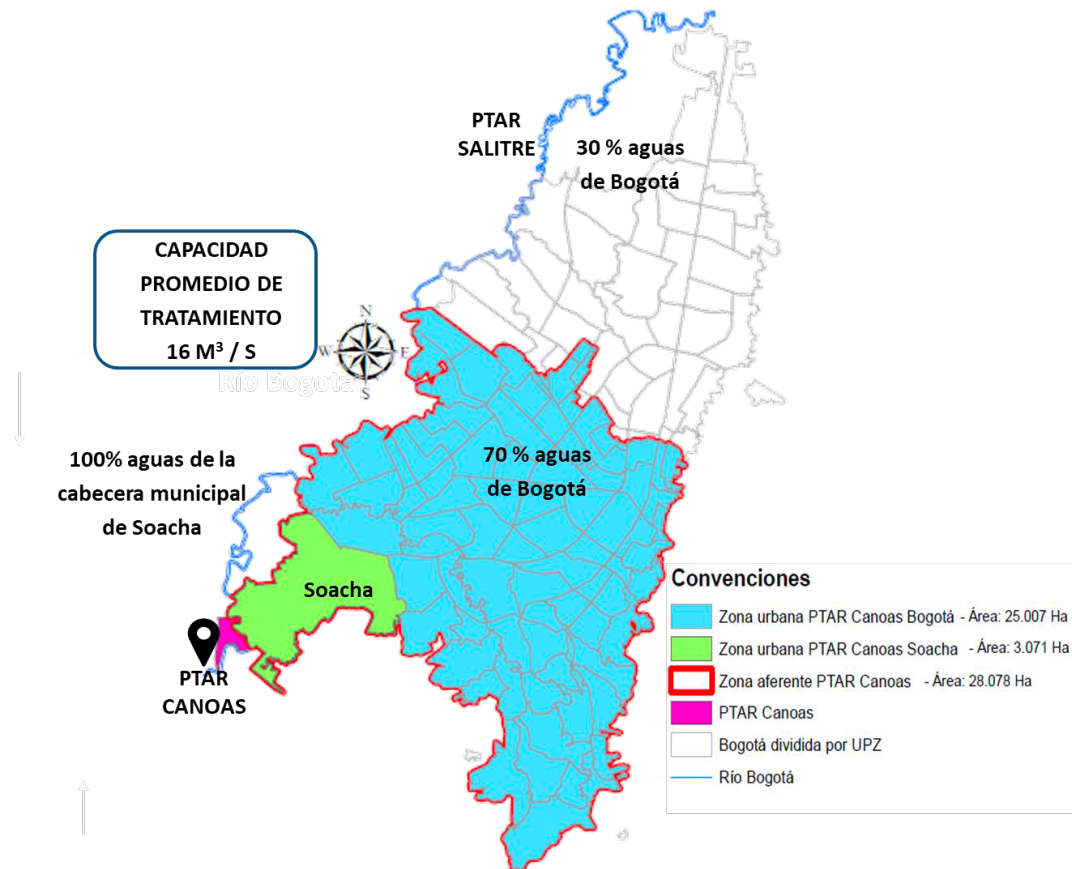 PTAR
SALITRE
30 % aguas
de Bogotá
CAPACIDAD
PROMEDIO DE
TRATAMIENTO
16 M³ / S
N
W
E
S
Río Bogotá
100% aguas de la
cabecera municipal
de Soacha
70 % aguas
de Bogotá
Soacha
PTAR
CANOAS
Convenciones
Zona urbana PTAR Canoas Bogotá - Área: 25.007 Ha
Zona urbana PTAR Canoas Soacha - Área: 3.071 Ha
Zona aferente PTAR Canoas - Área: 28.078 Ha
PTAR Canoas
Bogotá dividida por UPZ
Río Bogotá